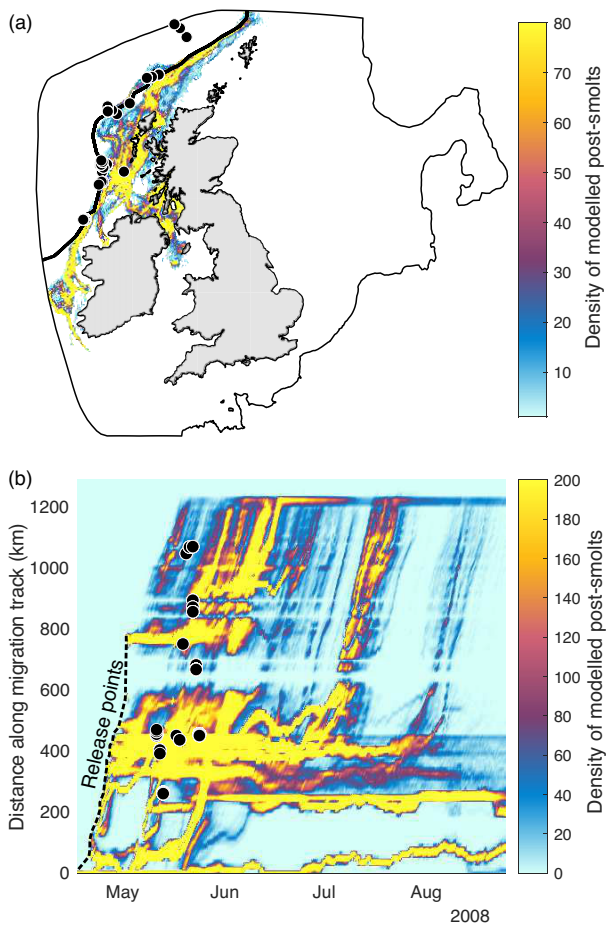 (a)
80
70
60
50
40
30
20
10
Density of modelled post-smolts
(b)
1200
1000
800
600
400
200
0
Distance along migration track (km)
Release points
May
Jun
Jul
Aug
2008
200
180
160
140
120
100
80
60
40
20
0
Density of modelled post-smolts